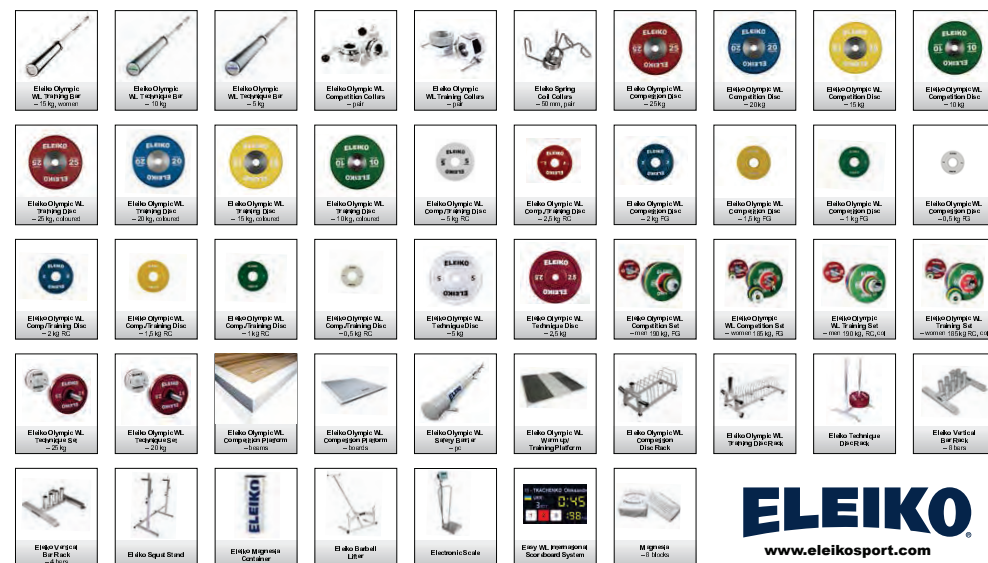 Eleiko Olympic
WL Training Bar
– 15 kg, women
Eleiko Olympic
WL Technique Bar
– 10 kg
Eleiko Olympic
WL Technique Bar
– 5 kg
Eleiko Olympic WL
Competition Collars
– pair
Eleiko Olympic
WL Training Collars
– pair
Eleiko Spring
Coil Collars
– 50 mm, pair
Eleiko Olympic WL
Competition Disc
– 25 kg
Eleiko Olympic WL
Competition Disc
– 20 kg
Eleiko Olympic WL
Competition Disc
– 15 kg
Eleiko Olympic WL
Competition Disc
– 10 kg
Eleiko Olympic WL
Training Disc
– 25 kg, coloured
Eleiko Olympic WL
Training Disc
– 20 kg, coloured
Eleiko Olympic WL
Training Disc
– 15 kg, coloured
Eleiko Olympic WL
Training Disc
– 10 kg, coloured
Eleiko Olympic WL
Comp./Training Disc
– 5 kg RC
Eleiko Olympic WL
Comp./Training Disc
– 2,5 kg RC
Eleiko Olympic WL
Competition Disc
– 2 kg FG
Eleiko Olympic WL
Competition Disc
– 1,5 kg FG
Eleiko Olympic WL
Competition Disc
– 1 kg FG
Eleiko Olympic WL
Competition Disc
– 0,5 kg FG
Eleiko Olympic WL
Comp./Training Disc
– 2 kg RC
Eleiko Olympic WL
Comp./Training Disc
– 1,5 kg RC
Eleiko Olympic WL
Comp./Training Disc
– 1 kg RC
Eleiko Olympic WL
Comp./Training Disc
– 0,5 kg RC
Eleiko Olympic WL
Technique Disc
– 5 kg
Eleiko Olympic WL
Technique Disc
– 2,5 kg
Eleiko Olympic WL
Competition Set
– men 190 kg, FG
Eleiko Olympic
WL Competition Set
– women 185 kg, FG
Eleiko Olympic
WL Training Set
– men 190 kg, RC, col
Eleiko Olympic WL
Training Set
– women 185 kg RC, col
Eleiko Olympic WL
Technique Set
– 25 kg
Eleiko Olympic WL
Technique Set
– 20 kg
Eleiko Olympic WL
Competition Platform
– beams
Eleiko Olympic WL
Competition Platform
– boards
Eleiko Olympic WL
Safety Barrier
– pc
Eleiko Olympic WL
Warm up/
Training Platform
Eleiko Olympic WL
Competition
Disc Rack
Eleiko Olympic WL
Training Disc Rack
Eleiko Technique
Disc Rack
Eleiko Vertical
Bar Rack
– 6 bars
Eleiko Vertical
Bar Rack
– 4 bars
Eleiko Squat Stand
ELEIKO
Eleiko Magnesia
Container
Eleiko Barbell
Lifter
Electronic Scale
TKACHENKO Oleksandr
UKR
0:45
98
Easy WL International
Scoreboard System
Magnesia
– 8 blocks
ELEIKO®
www.eleikosport.com